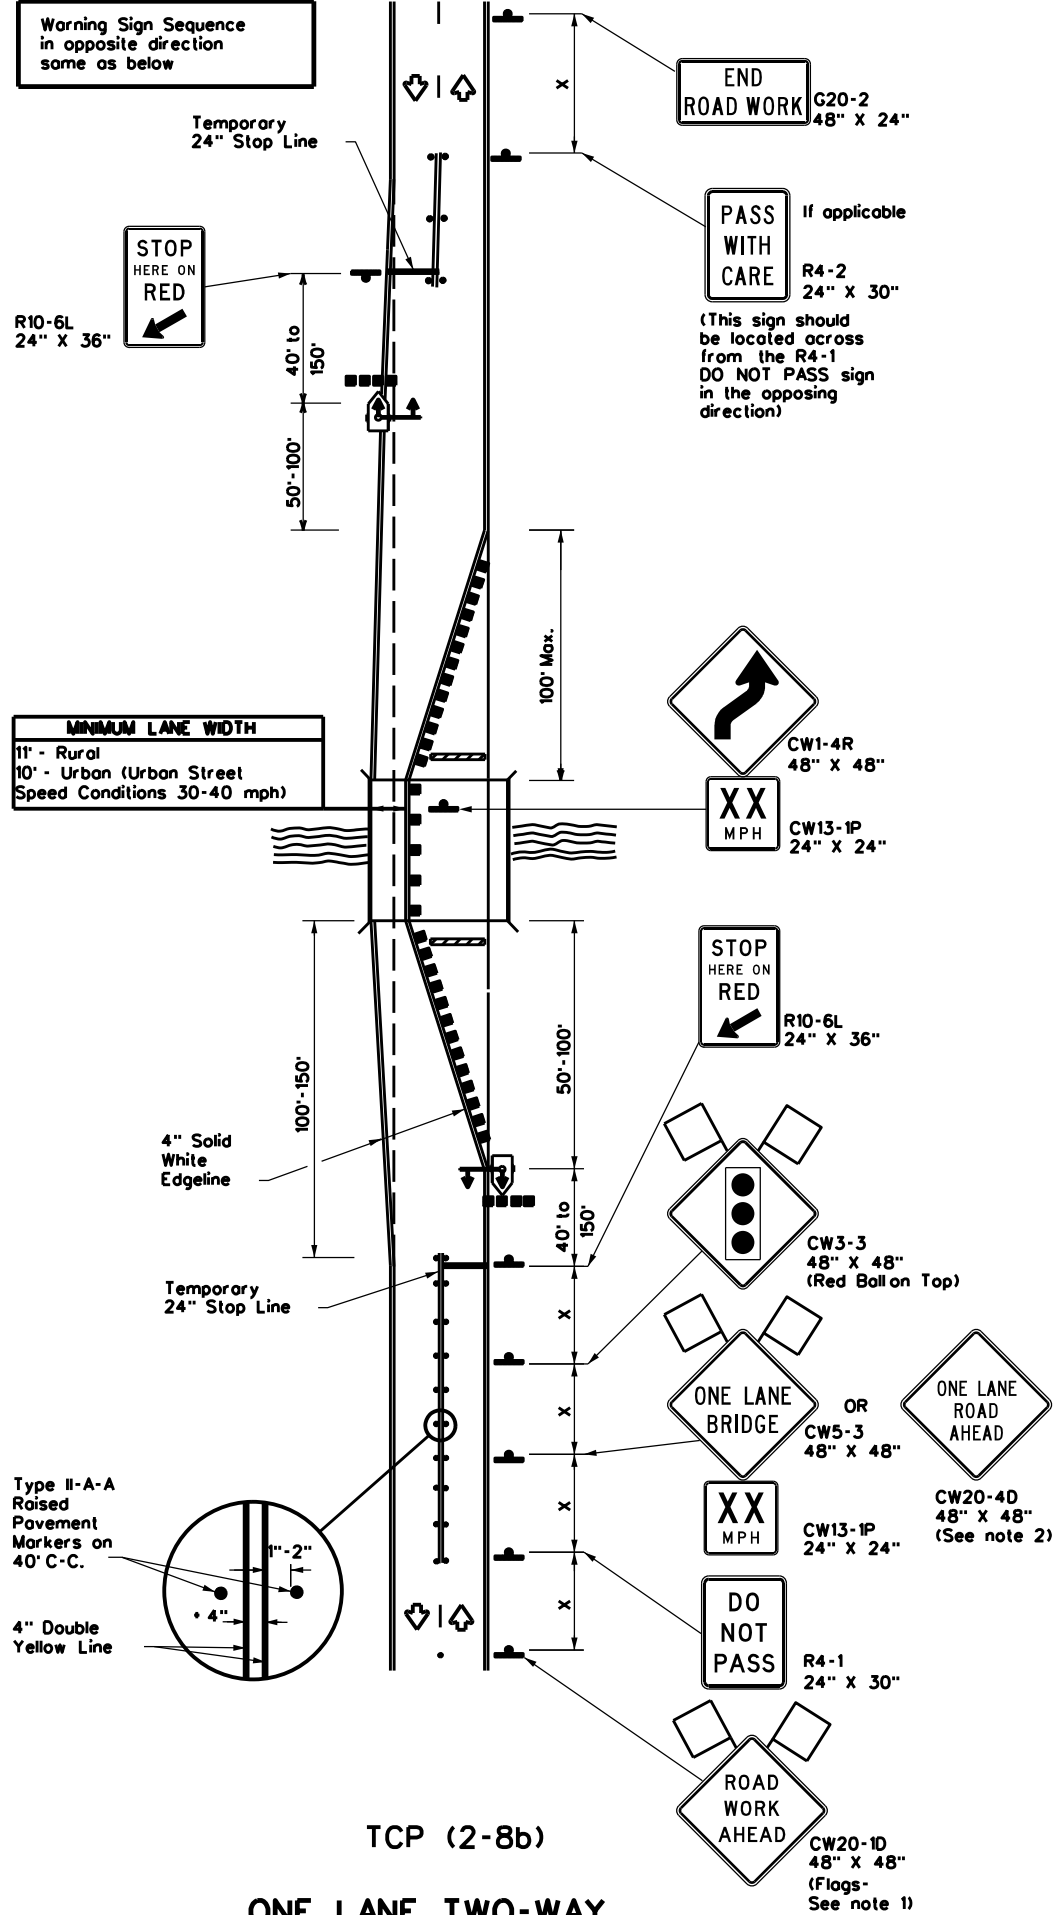 Warning Sign Sequence
in opposite direction
same as below
END
ROAD WORK
G20-2
48" X 24"
X
Temporary
24" Stop Line
PASS
WITH
CARE
If applicable
R4-2
24" X 30"
(This sign should
be located across
from the R4-1
DO NOT PASS sign
in the opposing
direction)
STOP
HERE ON
RED
R10-6L
24" X 36"
40' to
150'
50'-100'
100' Max.
MINIMUM LANE WIDTH
11' - Rural
10' - Urban (Urban Street
Speed Conditions 30-40 mph)
CW1-4R
48" X 48"
XX
MPH
CW13-1P
24" X 24"
STOP
HERE ON
RED
R10-6L
24" X 36"
100'-150'
50'-100'
4" Solid
White
Edgeline
40' to
150'
CW3-3
48" X 48"
(Red Ball on Top)
Temporary
24" Stop Line
X
ONE LANE
BRIDGE
OR
CW5-3
48" X 48"
ONE LANE
ROAD
AHEAD
CW20-4D
48" X 48"
(See note 2)
X
XX
MPH
CW13-1P
24" X 24"
X
Type II-A-A
Raised
Pavement
Markers on
40' C-C.
1"-2"
4"
4" Double
Yellow Line
X
DO
NOT
PASS
R4-1
24" X 30"
ROAD
WORK
AHEAD
CW20-1D
48" X 48"
(Flags-
See note 1)
TCP (2-8b)
ONE LANE TWO-WAY